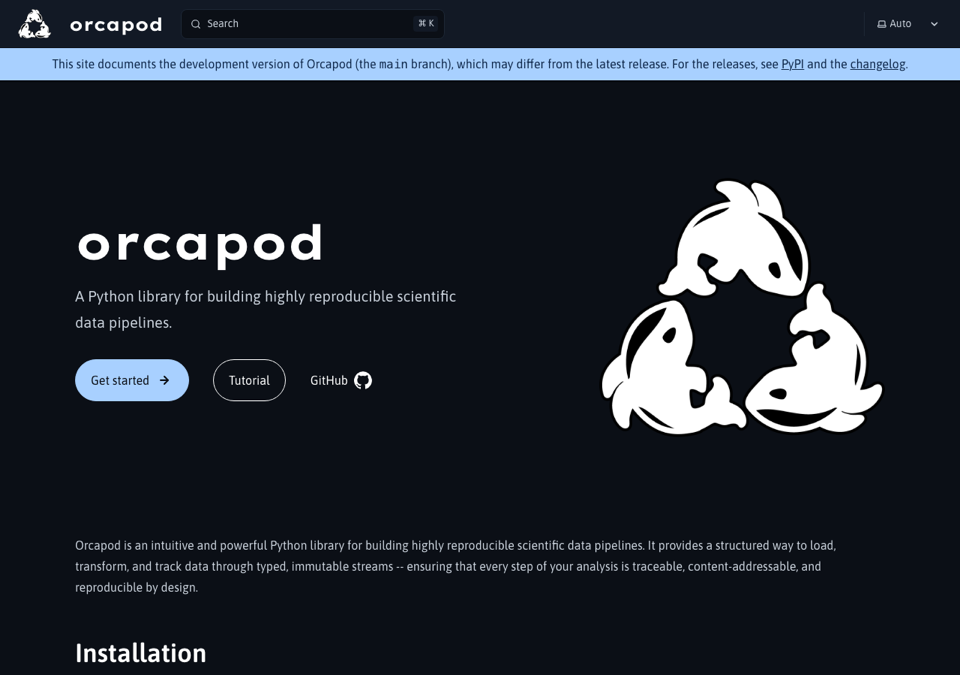 orcapod
Search
⌘ K
Auto
This site documents the development version of Orcapod (the main branch), which may differ from the latest release. For the releases, see PyPI and the changelog.
orcapod
A Python library for building highly reproducible scientific
data pipelines.
Get started
Tutorial
GitHub
Orcapod is an intuitive and powerful Python library for building highly reproducible scientific data pipelines. It provides a structured way to load,
transform, and track data through typed, immutable streams -- ensuring that every step of your analysis is traceable, content-addressable, and
reproducible by design.
Installation